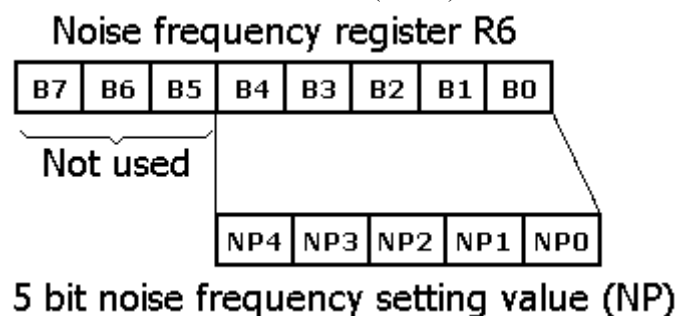 Noise frequency register R6
B7 B6 B5 B4 B3 B2 B1 B0
Not used
NP4 NP3 NP2 NP1 NP0
5 bit noise frequency setting value (NP)